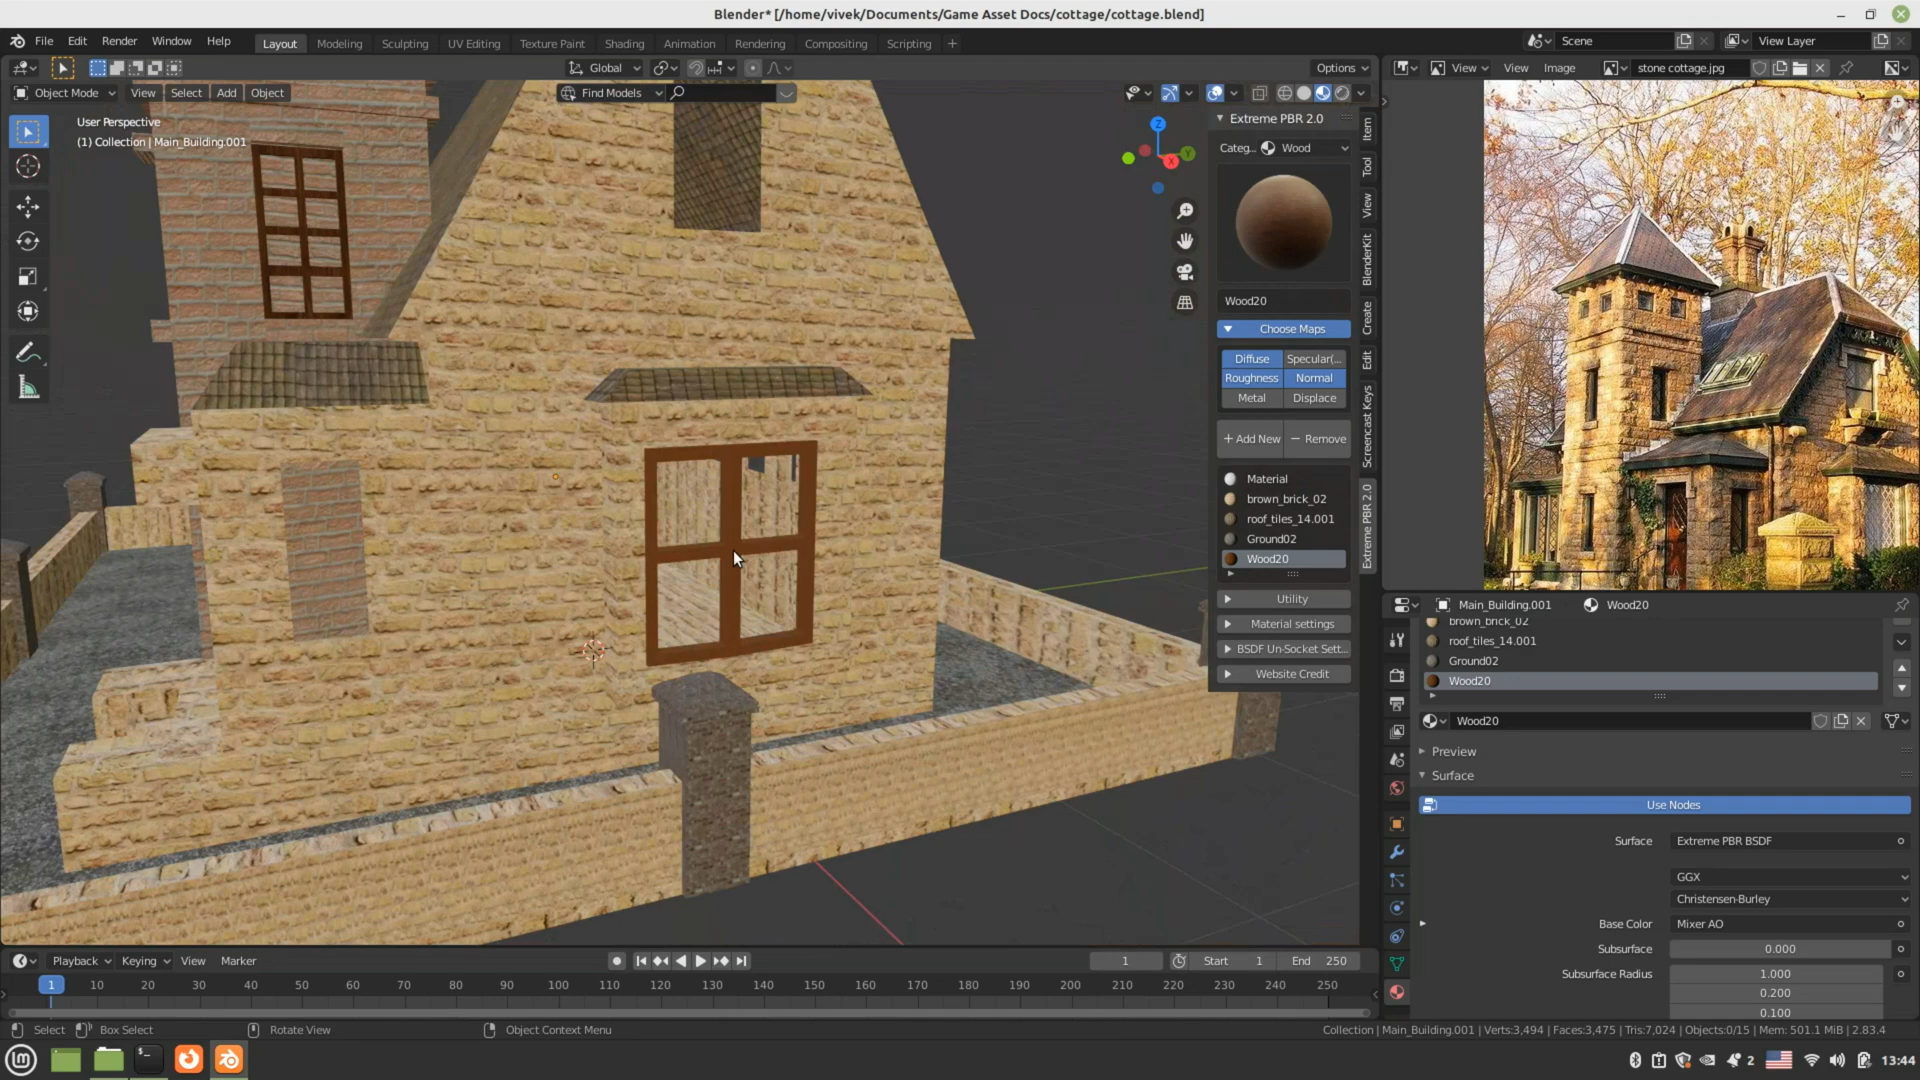 Blender* [/home/vivek/Documents/Game Asset Docs/cottage/cottage.blend]
File Edit Render Window Help
Layout Modeling Sculpting UV Editing Texture Paint Shading Animation Rendering Compositing Scripting
Scene
View Layer
Global
Options
View View Image stone cottage.jpg
Object Mode View Select Add Object
Find Models
User Perspective
(1) Collection | Main_Building.001
Z
Y
X
Extreme PBR 2.0
Categ... Wood
Wood20
Choose Maps
Diffuse Specular(...
Roughness Normal
Metal Displace
Add New Remove
Material
brown_brick_02
roof_tiles_14.001
Ground02
Wood20
Utility
Material settings
BSDF Un-Socket Sett...
Website Credit
Item
Tool
View
BlenderKit
Create
Edit
Screencast Keys
Extreme PBR 2.0
Main_Building.001 Wood20
brown_brick_02
roof_tiles_14.001
Ground02
Wood20
Wood20
Preview
Surface
Use Nodes
Surface Extreme PBR BSDF
GGX
Christensen-Burley
Base Color Mixer AO
Subsurface 0.000
Subsurface Radius 1.000
0.200
0.100
Playback Keying View Marker
1 Start 1 End 250
1 10 20 30 40 50 60 70 80 90 100 110 120 130 140 150 160 170 180 190 200 210 220 230 240 250
Select Box Select Rotate View Object Context Menu
Collection | Main_Building.001 | Verts:3,494 | Faces:3,475 | Tris:7,024 | Objects:0/15 | Mem: 501.1 MiB | 2.83.4
2 13:44